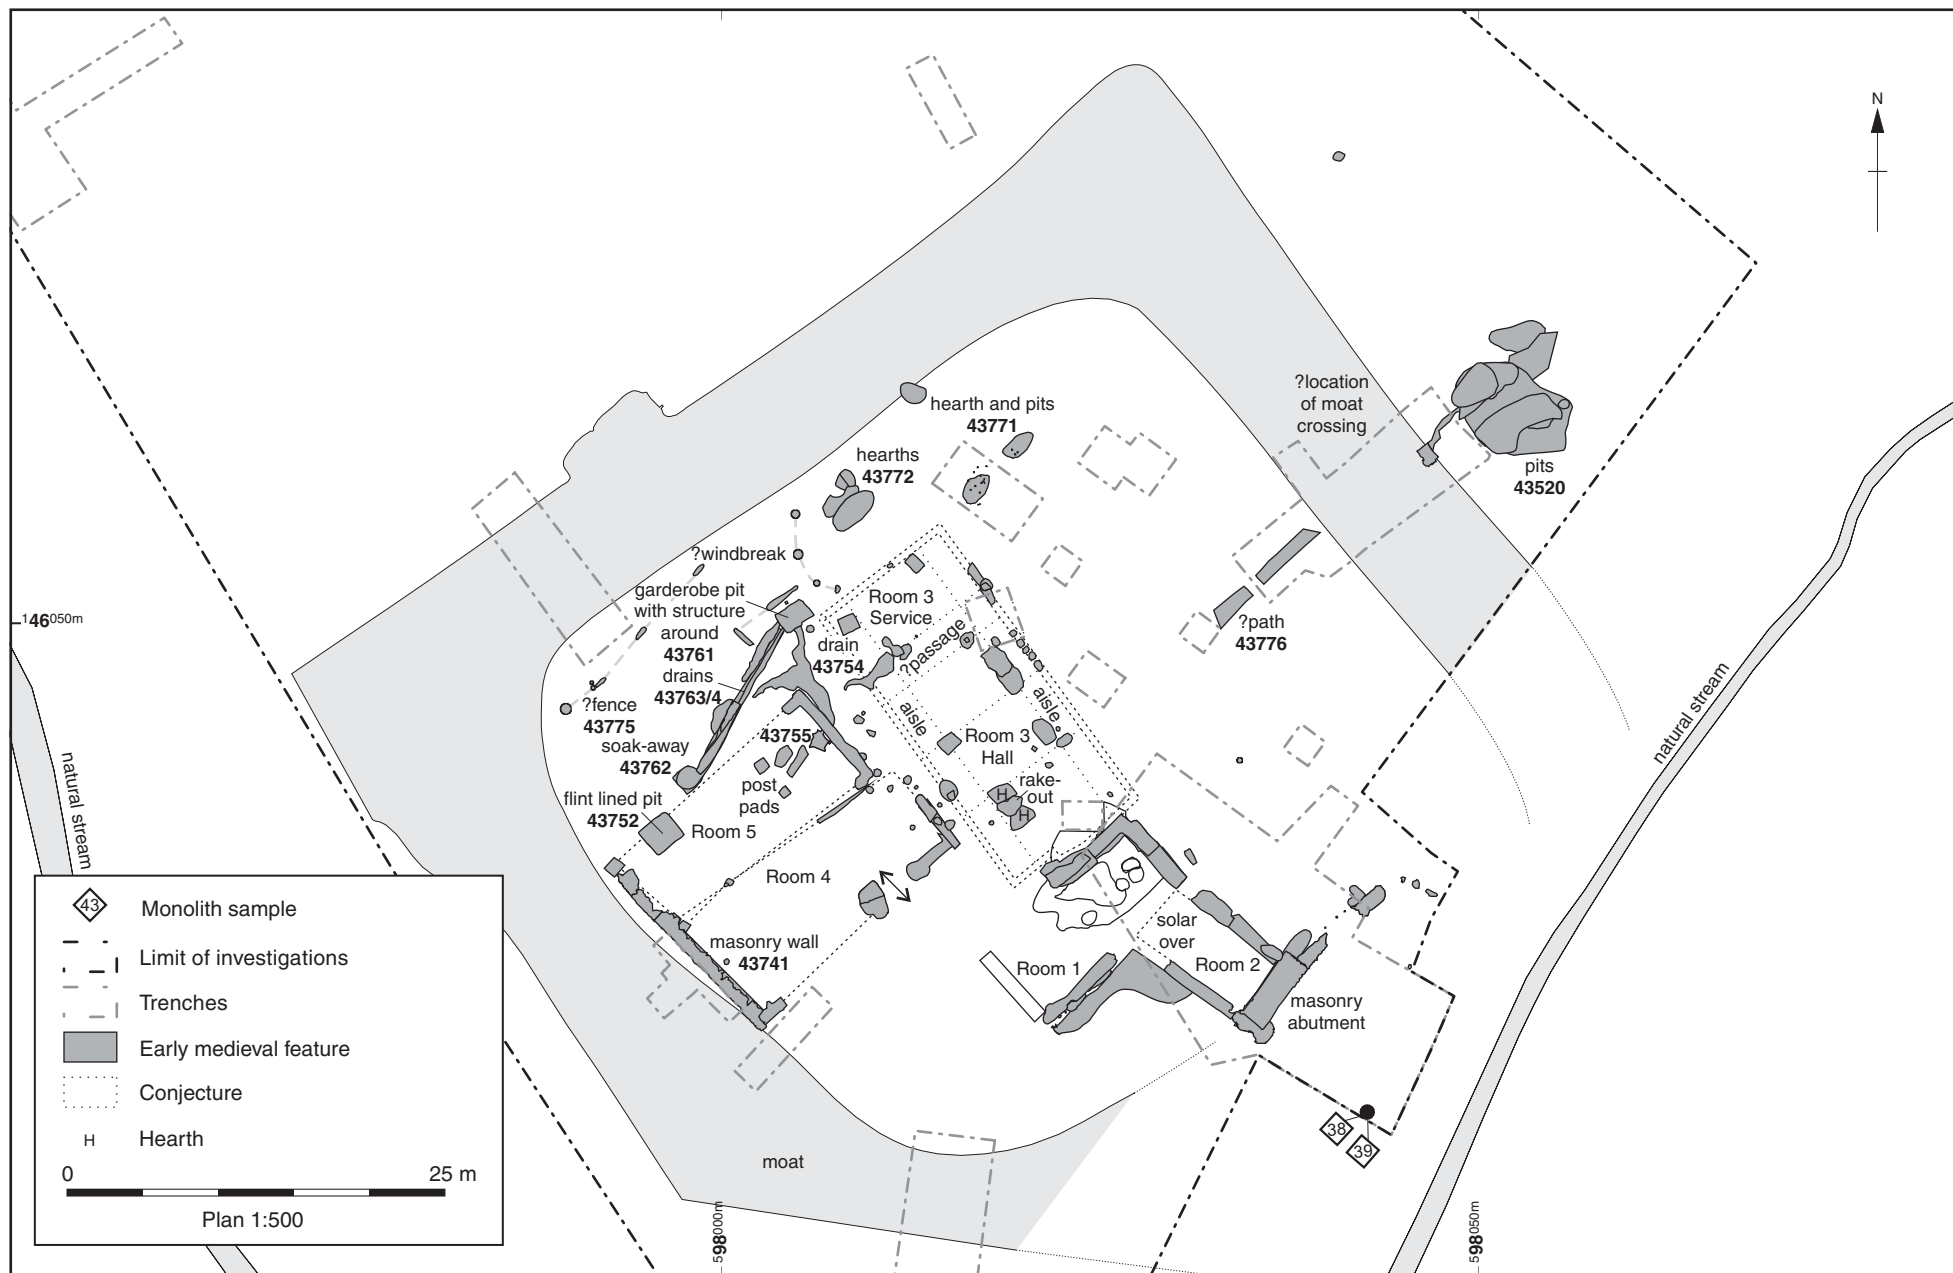 N
?location
of moat
crossing
hearth and pits
43771
hearths
43772
pits
43520
?windbreak
garderobe pit
with structure
around
43761
drains
43763/4
Room 3
Service
?passage
drain
43754
?path
43776
146050m
?fence
43775
soak-away
43762
aisle
aisle
43755
Room 3
Hall
rake-
out
H
H
post
pads
flint lined pit
43752
Room 5
Room 4
natural stream
natural stream
masonry wall
43741
solar
over
Room 1
Room 2
masonry
abutment
38
39
moat
598000m
598050m
43
Monolith sample
Limit of investigations
Trenches
Early medieval feature
Conjecture
H
Hearth
0
25 m
Plan 1:500